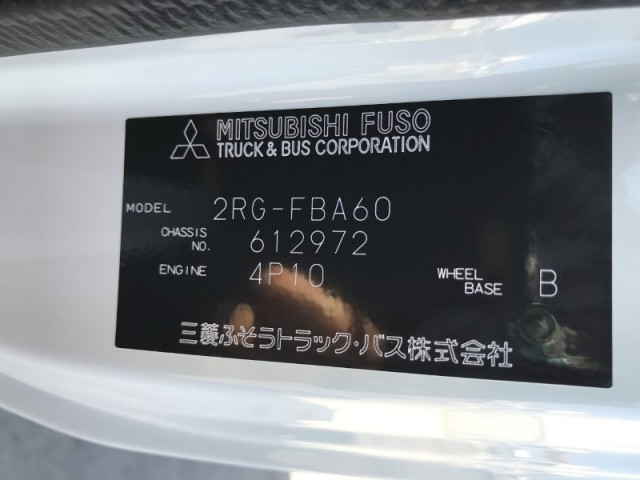 MITSUBISHI FUSO
TRUCK & BUS CORPORATION
MODEL 2RG-FBA60
CHASSIS NO. 612972
ENGINE 4P10 WHEEL BASE B
三菱ふそうトラック・バス株式会社